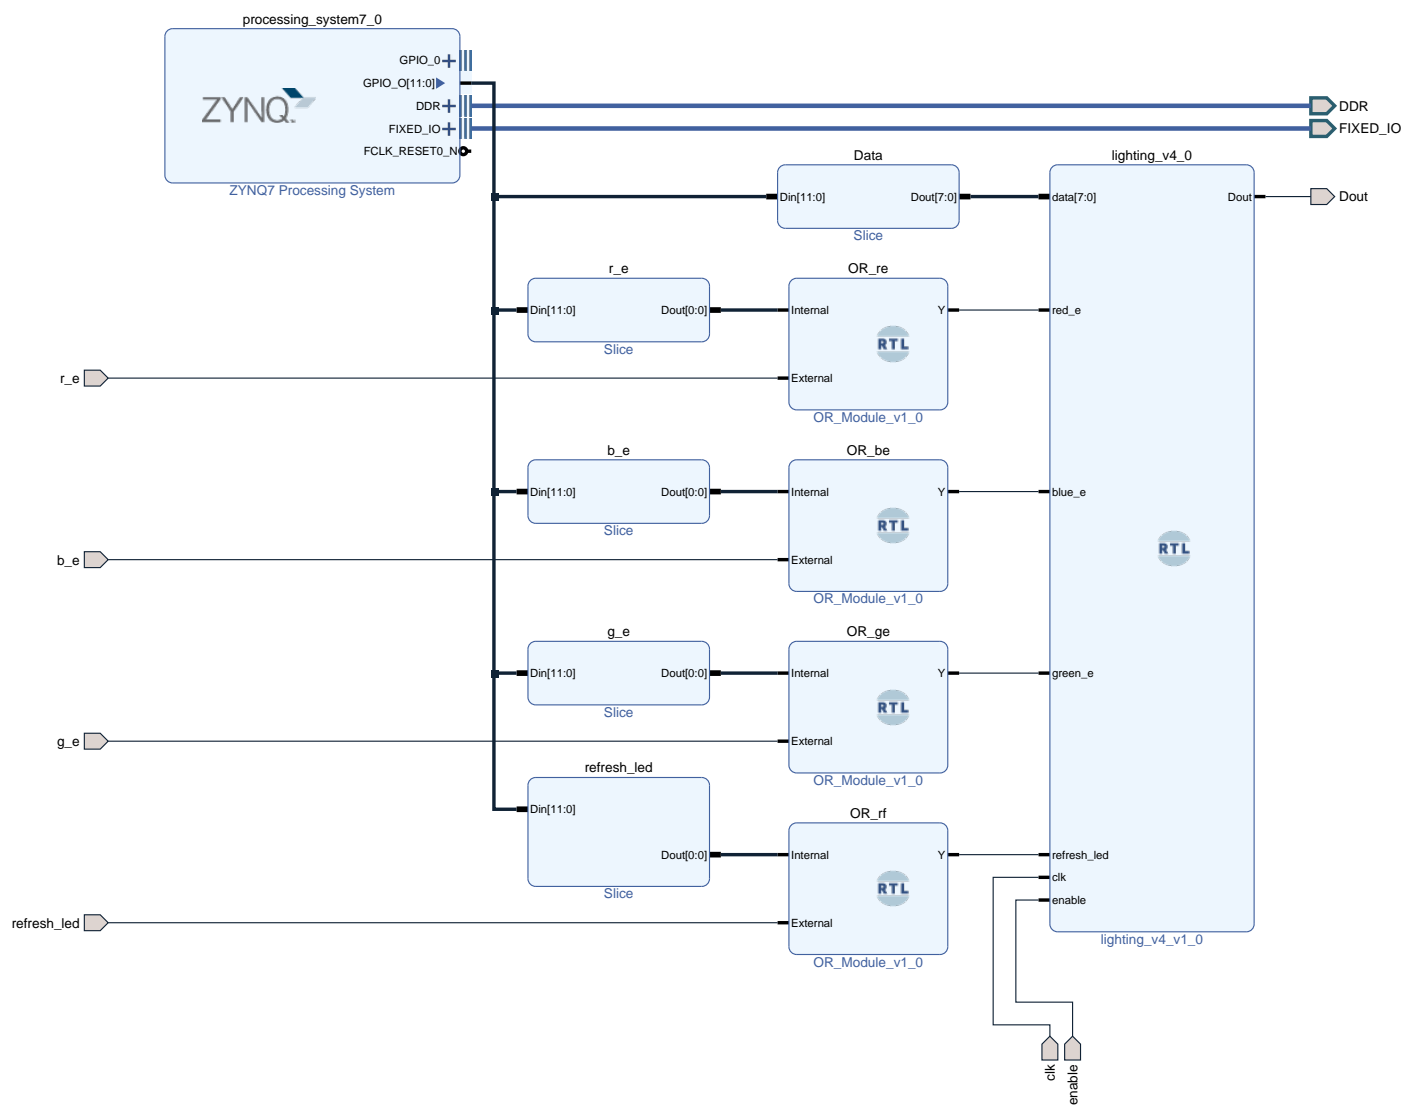 processing_system7_0
GPIO_0
GPIO_O[11:0]
DDR
FIXED_IO
FCLK_RESET0_N
ZYNQ
ZYNQ7 Processing System
DDR
FIXED_IO
Data
Din[11:0]
Dout[7:0]
Slice
lighting_v4_0
data[7:0]
Dout
Dout
r_e
Din[11:0]
Dout[0:0]
Slice
OR_re
Internal
Y
RTL
External
OR_Module_v1_0
red_e
r_e
b_e
Din[11:0]
Dout[0:0]
Slice
OR_be
Internal
Y
RTL
External
OR_Module_v1_0
blue_e
RTL
b_e
g_e
Din[11:0]
Dout[0:0]
Slice
OR_ge
Internal
Y
RTL
External
OR_Module_v1_0
green_e
g_e
refresh_led
Din[11:0]
Dout[0:0]
Slice
OR_rf
Internal
Y
RTL
External
OR_Module_v1_0
refresh_led
clk
enable
lighting_v4_v1_0
refresh_led
clk
enable